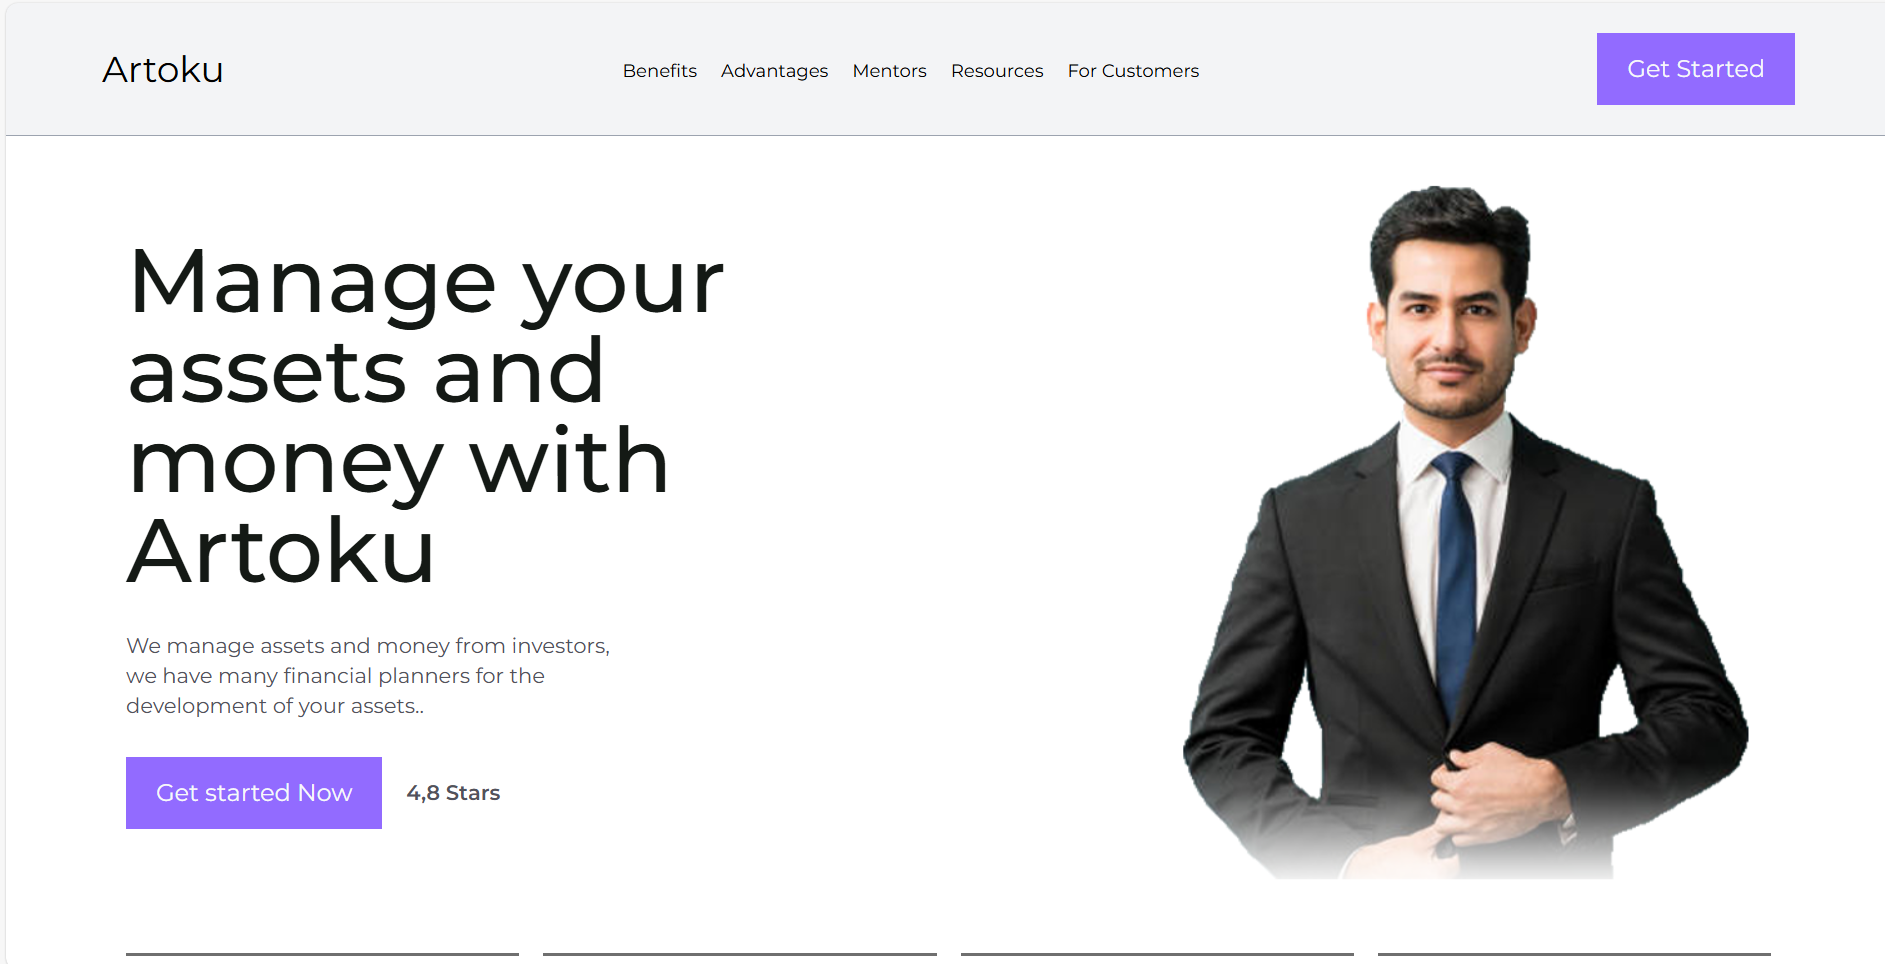 Artoku
Benefits Advantages Mentors Resources For Customers
Get Started
Manage your
assets and
money with
Artoku
We manage assets and money from investors,
we have many financial planners for the
development of your assets..
Get started Now
4,8 Stars